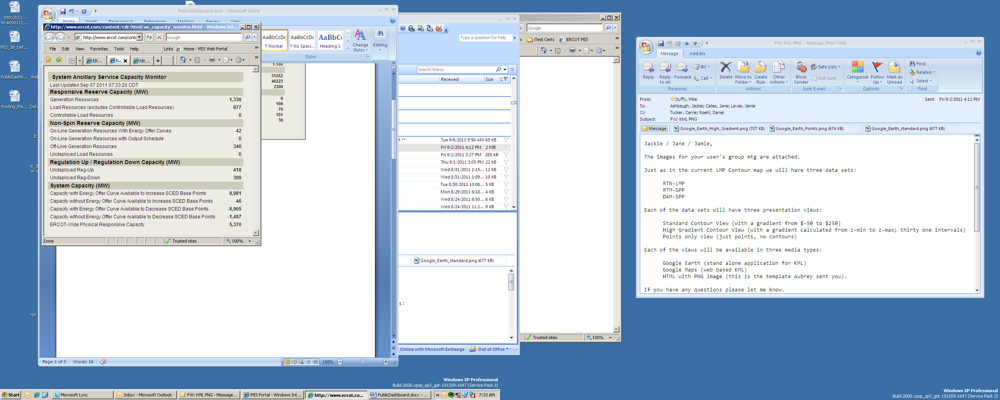 09012011 -
W-A090111...
MIS_38_Def...
PublicDashb...
Web
Posting_Ma...
Defa
JC
jc_0
W-x
rpt.
PublicDashboard.docx - Microsoft Word
Home Insert Page Layout References Mailings Review View
AaBbCcDc AaBbCcDc AaBbCc
¶ Normal ¶ No Spaci... Heading 1
Change
Styles
Editing
Styles
1.180
31252
40223
2300
0
100
76
151
30
Page: 1 of 3 Words: 16 100%
http://www.ercot.com/content/cdr/html/as_capacity_monitor.html - Windows Int...
http://www.ercot.com/conte Google
File Edit View Favorites Tools Help Links Home - MIS Web Portal »
ER... h.. htt... » »
System Ancillary Service Capacity Monitor
Last Updated Sep 07 2011 07:33:26 CDT
Responsive Reserve Capacity (MW)
Generation Resources 1,336
Load Resources (excludes Controllable Load Resources) 877
Controllable Load Resources 0
Non-Spin Reserve Capacity (MW)
On-Line Generation Resources With Energy Offer Curves 42
On-Line Generation Resources with Output Schedule 0
Off-Line Generation Resources 340
Undeployed Load Resources 0
Regulation Up / Regulation Down Capacity (MW)
Undeployed Reg-Up 418
Undeployed Reg-Down 309
System Capacity (MW)
Capacity with Energy Offer Curve Available to Increase SCED Base Points 8,981
Capacity without Energy Offer Curve Available to Increase SCED Base Points 46
Capacity with Energy Offer Curve Available to Decrease SCED Base Points -8,905
Capacity without Energy Offer Curve Available to Decrease SCED Base Points -1,487
ERCOT-Wide Physical Responsive Capacity 5,370
Done Trusted sites 100%
Type a question for help
Search Inbox
Received Size C
t ** Tue 9/6/2011 9:50 AM 65 KB
Fri 9/2/2011 4:12 PM 2 MB
Fri 9/2/2011 3:27 PM 285 KB
Thu 9/1/2011 3:05 PM 22 KB
Wed 8/31/2011 1:15... 12 KB
Wed 8/31/2011 1:09... 10 KB
Tue 8/30/2011 10:08... 5 KB
Mon 8/29/2011 6:18... 4 KB
Wed 8/24/2011 6:50... 6 KB
Wed 8/24/2011 11:2... 9 KB
Google_Earth_standard.png (677 KB)
s:
Online with Microsoft Exchange Out of Office
Google
s iTest Certs ERCOT MIS »
»
Trusted sites 100%
FW: KML PNG - Message (Plain Text)
Message Add-Ins
Reply Reply to All Forward IM Call
Respond
Delete Move to Folder Create Rule Other Actions
Actions
Block Sender Safe Lists Not Junk
Junk E-mail
Categorize Follow Up Mark as Unread
Options
Find Related Select
Find
From: Duffy, Mike Sent: Fri 9/2/2011 4:12 PM
To: Ashbaugh, Jackie; Cates, Jane; Lavas, Jamie
Cc: Tucker, Carrie; Roehl, Daniel
Subject: FW: KML PNG
Message Google_Earth_High_Gradient.png (707 KB) Google_Earth_Points.png (674 KB) Google_Earth_standard.png (677 KB)
Jackie / Jane / Jamie,
The images for your user's group mtg are attached.
Just as in the current LMP Contour map we will have three data sets:
RTN-LMP
RTM-SPP
DAM-SPP
Each of the data sets will have three presentation views:
Standard Contour View (with a gradient from $-50 to $250)
High Gradient Contour View (with a gradient calculated from z-min to z-max; thirty one intervals)
Points only view (just points, no contours)
Each of the views will be available in three media types:
Google Earth (stand alone application for KML)
Google Maps (web based KML)
HTML with PNG image (this is the template Aubrey sent you).
If you have any questions please let me know.
Windows XP Professional
Build 2600.xpsp_sp3_gdr.101209-1647 (Service Pack 3)
Start Microsoft Lync Inbox - Microsoft Outlook FW: KML PNG - Message... MIS Portal - Windows Int... http://www.ercot.co... PublicDashboard.docx - ... « 7:33 AM
Windows XP Professional
Build 2600.xpsp_sp3_gdr.101209-1647 (Service Pack 3)